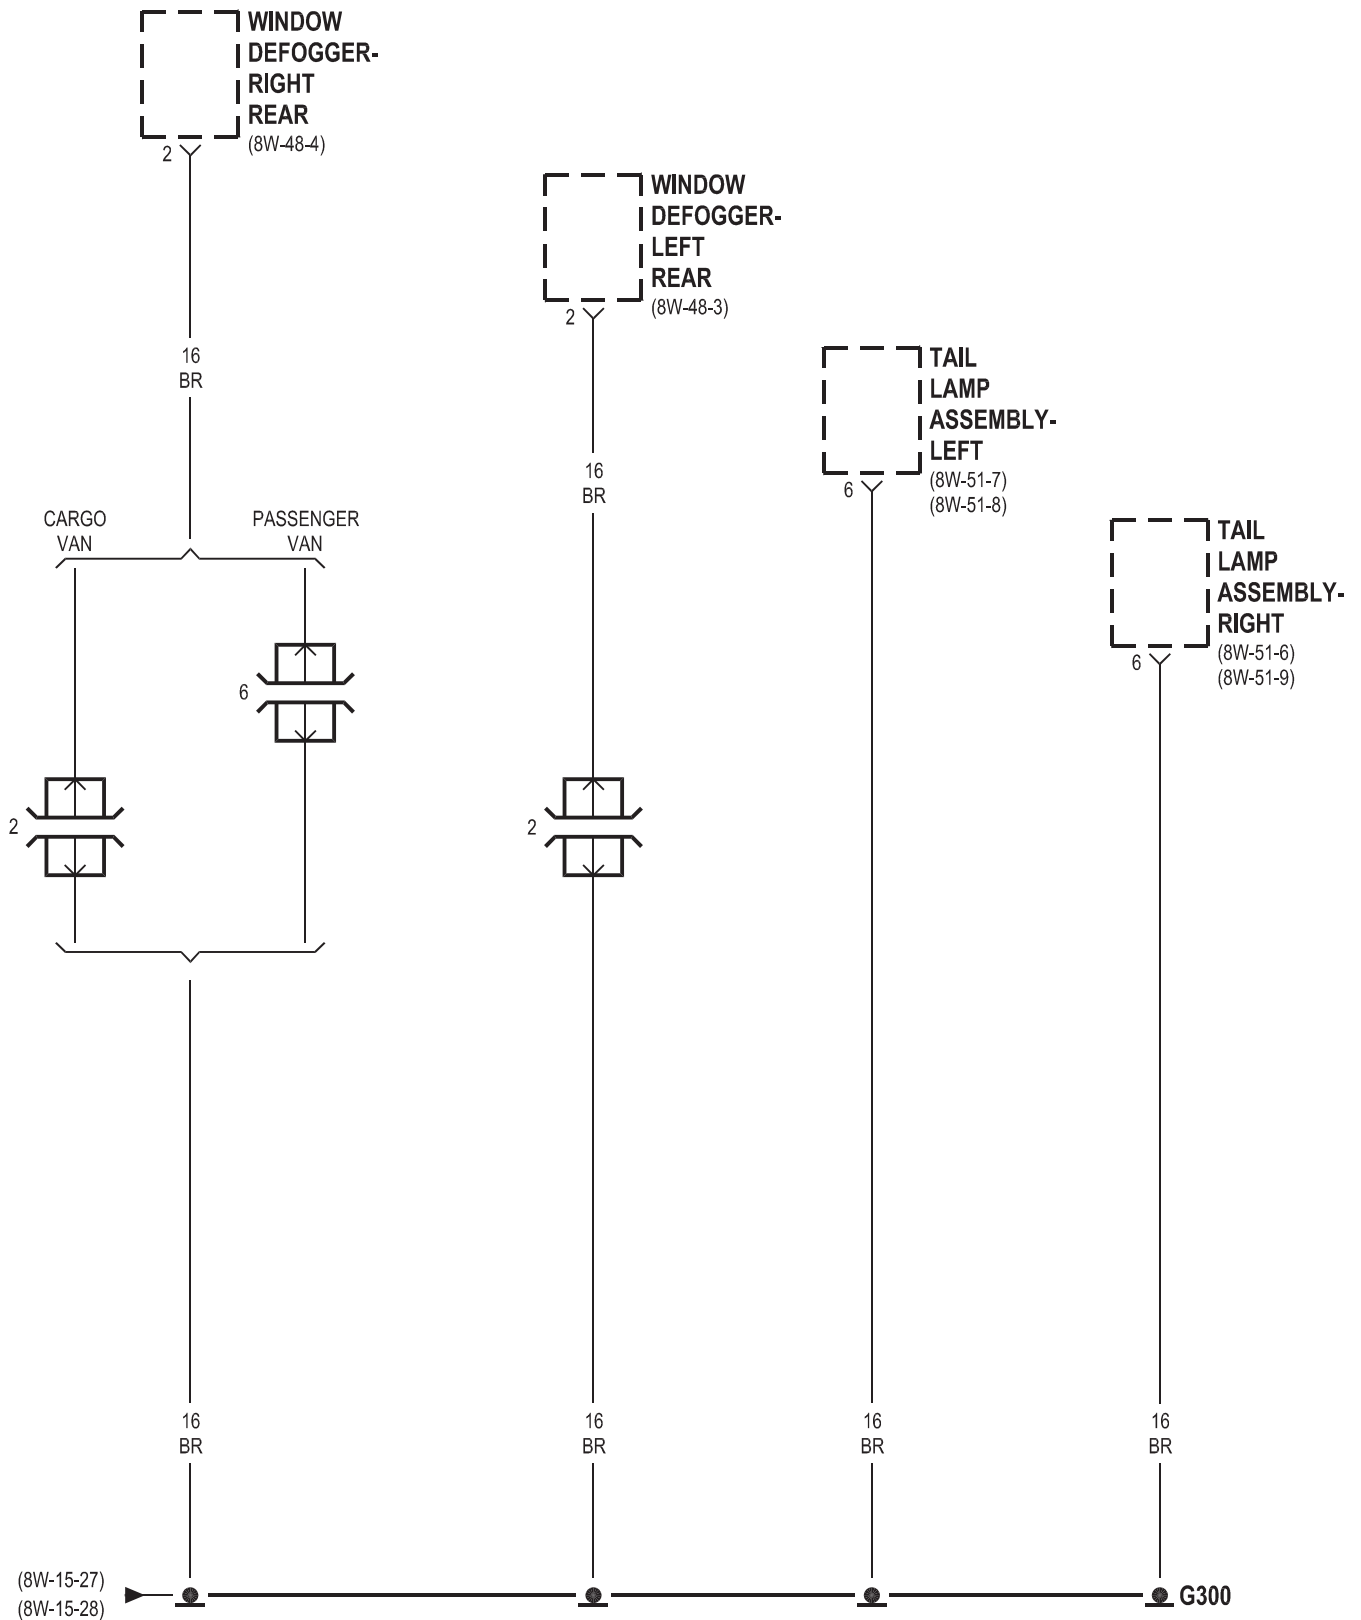 WINDOW
DEFOGGER-
RIGHT
REAR
(8W-48-4)
2
WINDOW
DEFOGGER-
LEFT
REAR
(8W-48-3)
2
16
BR
TAIL
LAMP
ASSEMBLY-
LEFT
(8W-51-7)
(8W-51-8)
6
16
BR
CARGO
VAN
PASSENGER
VAN
TAIL
LAMP
ASSEMBLY-
RIGHT
(8W-51-6)
(8W-51-9)
6
6
2
2
16
BR
16
BR
16
BR
16
BR
(8W-15-27)
(8W-15-28)
G300